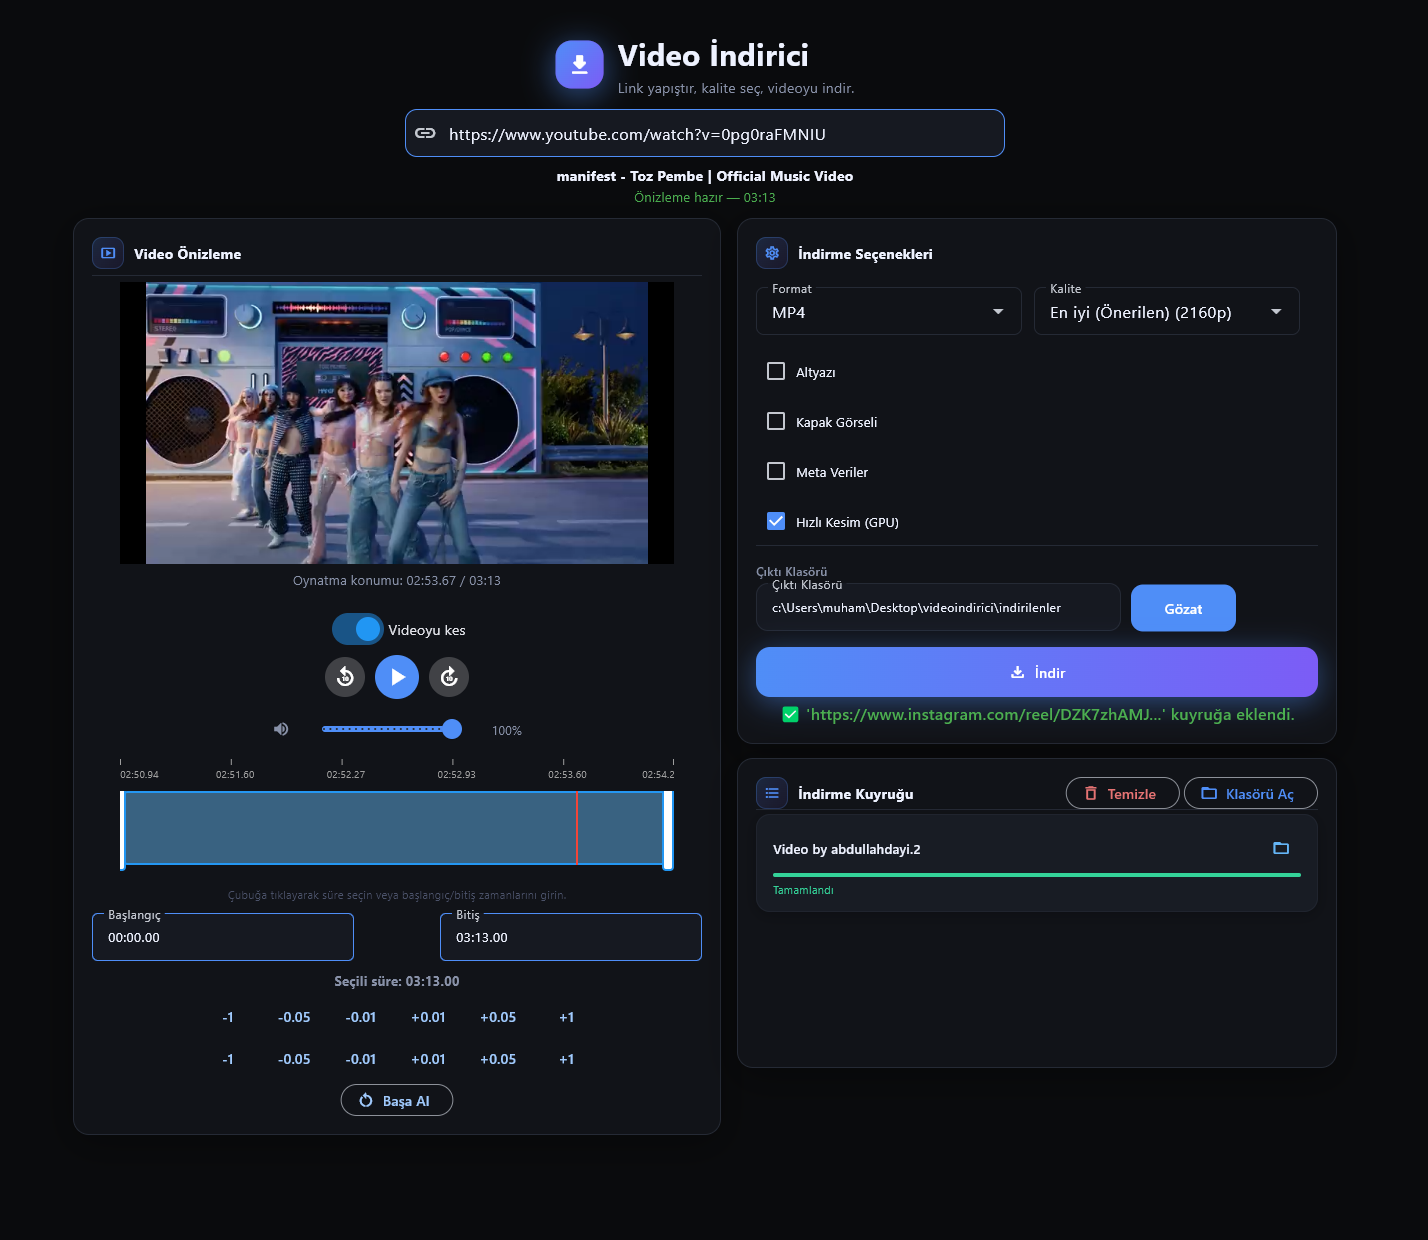 Video İndirici
Link yapıştır, kalite seç, videoyu indir.
https://www.youtube.com/watch?v=0pg0raFMNIU
manifest - Toz Pembe | Official Music Video
Önizleme hazır — 03:13
Video Önizleme
STEREO
Oynatma konumu: 02:53.67 / 03:13
Videoyu kes
100%
02:50.94 02:51.60 02:52.27 02:52.93 02:53.60 02:54.2
Çubuğa tıklayarak süre seçin veya başlangıç/bitiş zamanlarını girin.
Başlangıç
00:00.00
Bitiş
03:13.00
Seçili süre: 03:13.00
-1 -0.05 -0.01 +0.01 +0.05 +1
-1 -0.05 -0.01 +0.01 +0.05 +1
Başa Al
İndirme Seçenekleri
Format
MP4
Kalite
En iyi (Önerilen) (2160p)
Altyazı
Kapak Görseli
Meta Veriler
Hızlı Kesim (GPU)
Çıktı Klasörü
Çıktı Klasörü
c:\Users\muham\Desktop\videoindirici\indirilenler
Gözat
İndir
'https://www.instagram.com/reel/DZK7zhAMJ...' kuyruğa eklendi.
İndirme Kuyruğu
Temizle
Klasörü Aç
Video by abdullahdayi.2
Tamamlandı